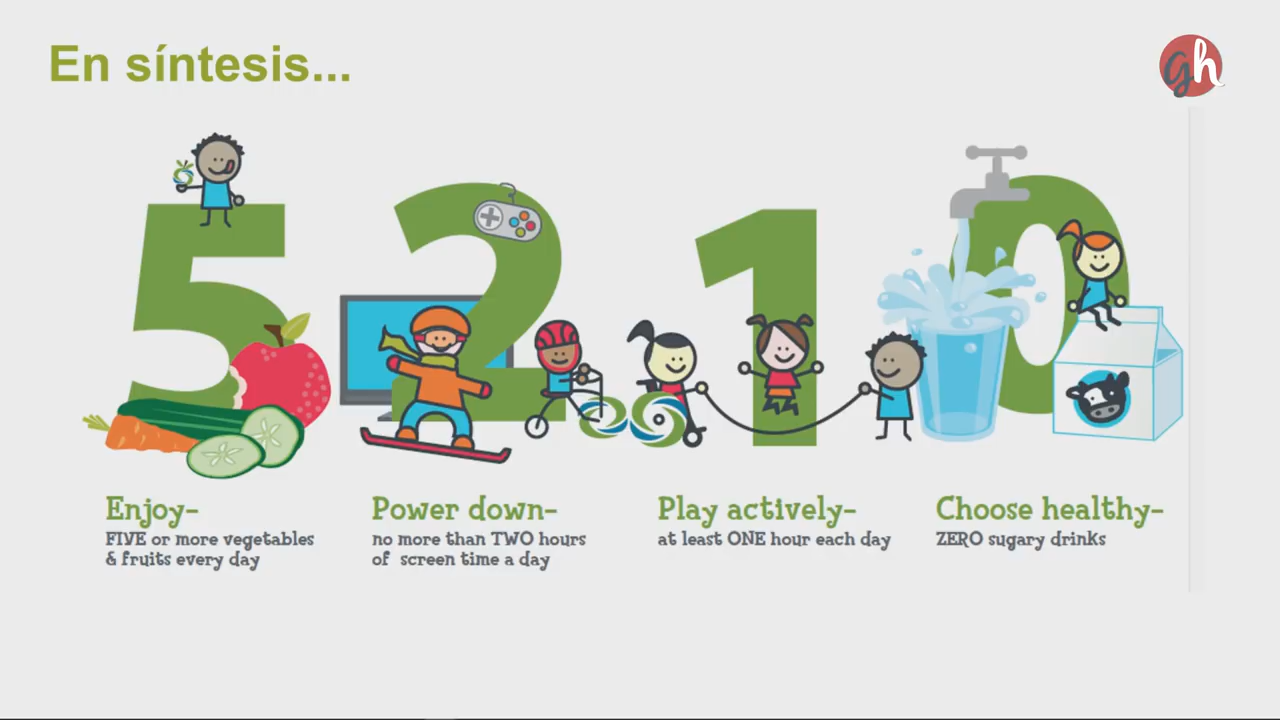 En síntesis...
gh
5 2 1 0
Enjoy-
FIVE or more vegetables
& fruits every day
Power down-
no more than TWO hours
of screen time a day
Play actively-
at least ONE hour each day
Choose healthy-
ZERO sugary drinks